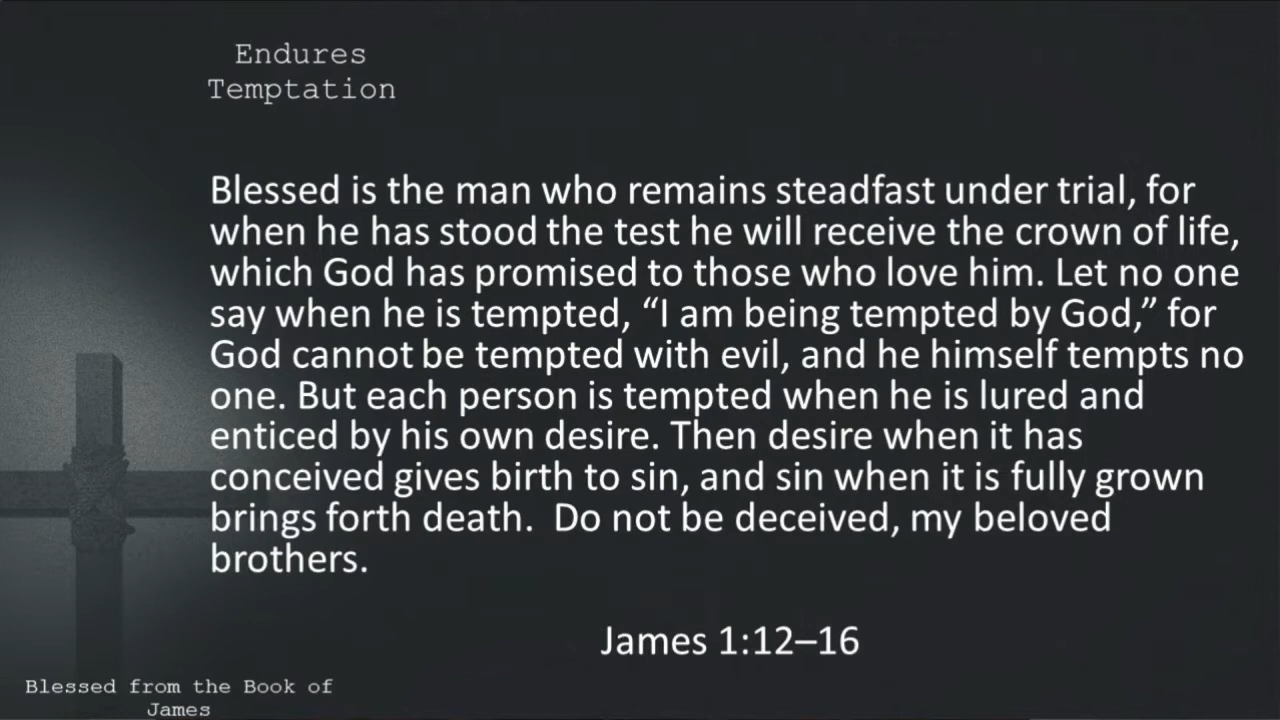 Endures
Temptation
Blessed is the man who remains steadfast under trial, for
when he has stood the test he will receive the crown of life,
which God has promised to those who love him. Let no one
say when he is tempted, “I am being tempted by God,” for
God cannot be tempted with evil, and he himself tempts no
one. But each person is tempted when he is lured and
enticed by his own desire. Then desire when it has
conceived gives birth to sin, and sin when it is fully grown
brings forth death.  Do not be deceived, my beloved
brothers.
James 1:12–16
Blessed from the Book of
James